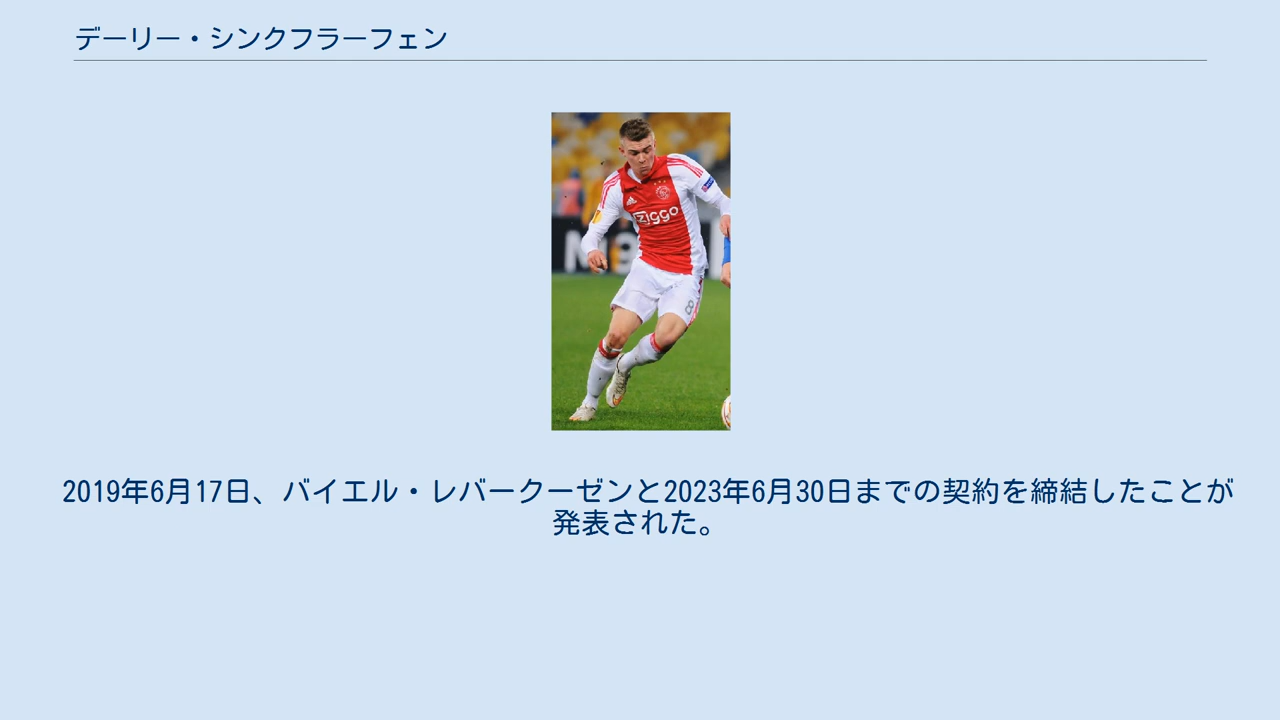 デーリー・シンクフラーフェン
ziggo
8
2019年6月17日、バイエル・レバークーゼンと2023年6月30日までの契約を締結したことが
発表された。